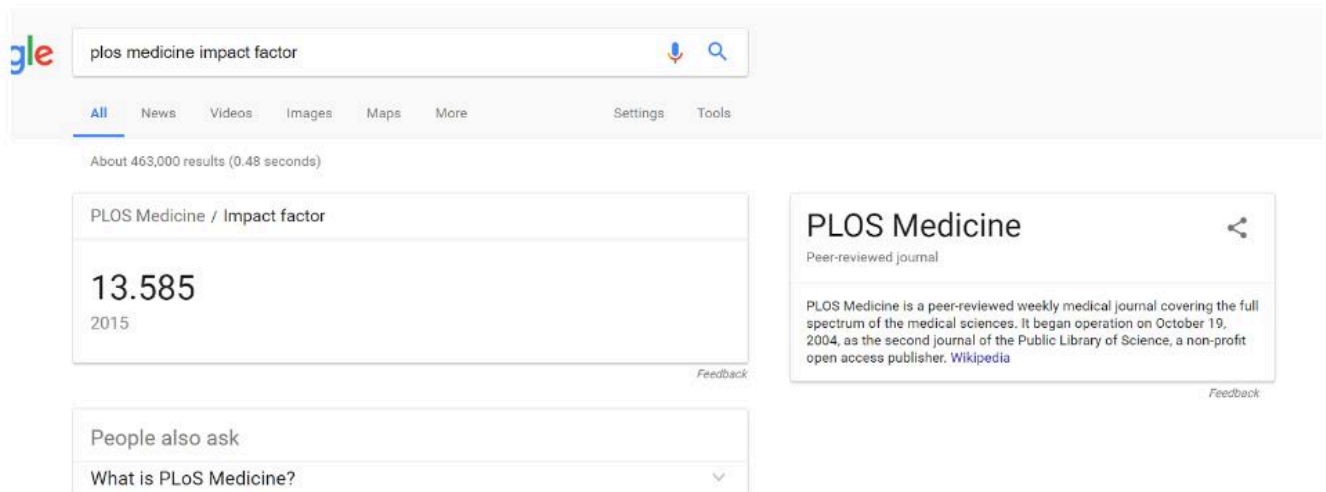 gle
plos medicine impact factor
All News Videos Images Maps More Settings Tools
About 463,000 results (0.48 seconds)
PLOS Medicine / Impact factor
13.585
2015
Feedback
People also ask
What is PLoS Medicine?
PLOS Medicine
Peer-reviewed journal
PLOS Medicine is a peer-reviewed weekly medical journal covering the full
spectrum of the medical sciences. It began operation on October 19,
2004, as the second journal of the Public Library of Science, a non-profit
open access publisher. Wikipedia
Feedback